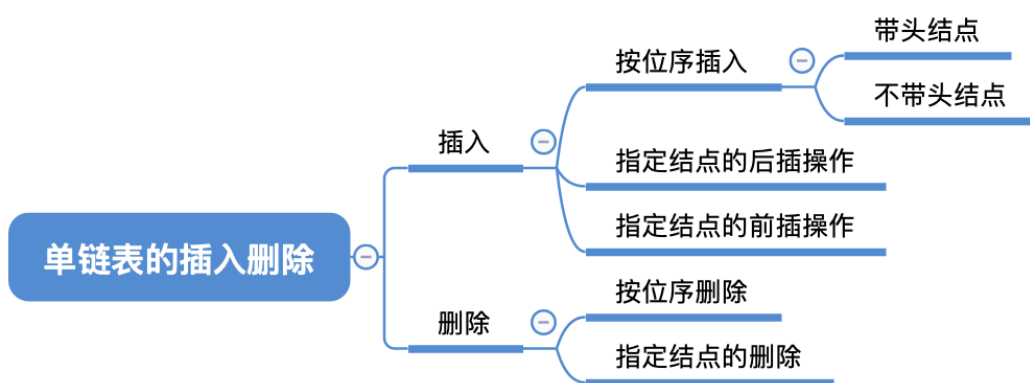 单链表的插入删除
插入
按位序插入
带头结点
不带头结点
指定结点的后插操作
指定结点的前插操作
删除
按位序删除
指定结点的删除